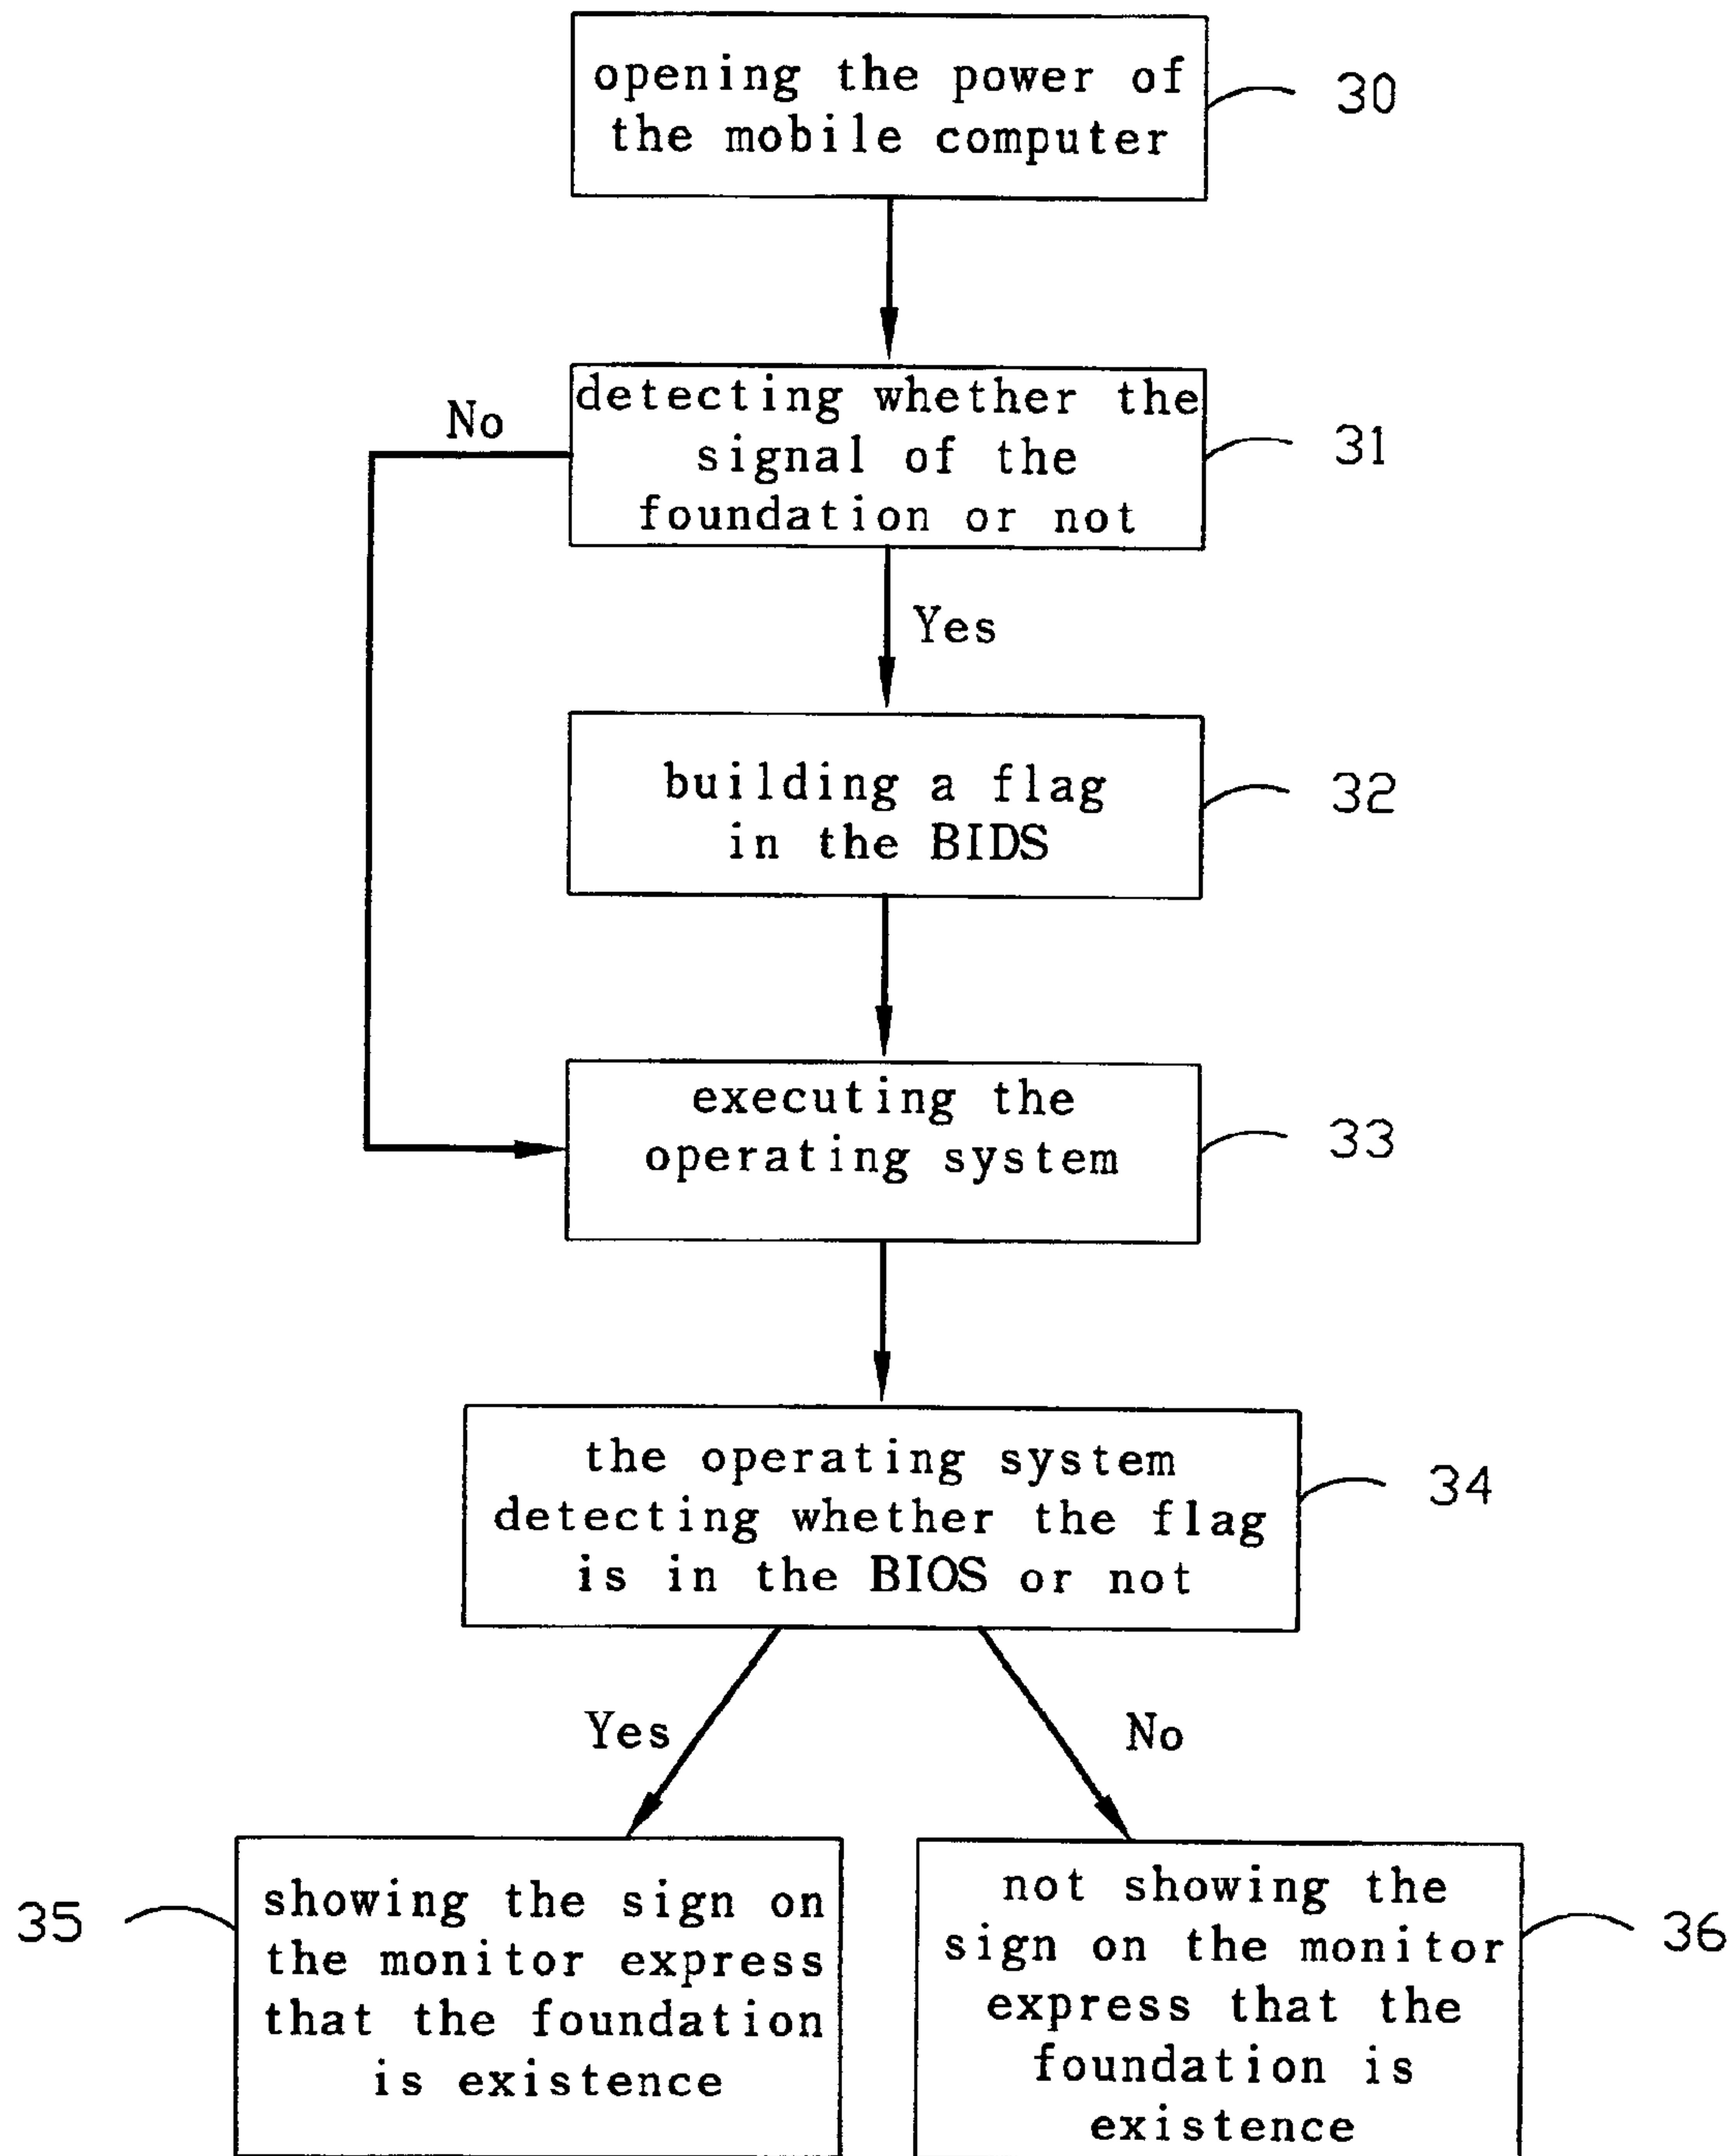 opening the power of
the mobile computer
30
detecting whether the
signal of the
foundation or not
31
No
Yes
building a flag
in the BIDS
32
executing the
operating system
33
the operating system
detecting whether the flag
is in the BIOS or not
34
Yes
No
35
showing the sign on
the monitor express
that the foundation
is existence
not showing the
sign on the monitor
express that the
foundation is
existence
36